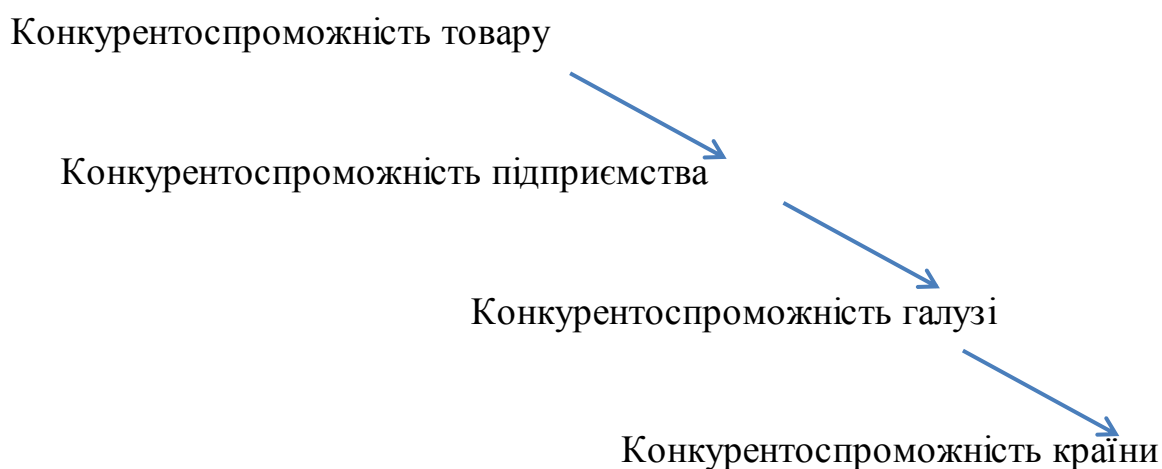 Конкурентоспроможність товару
Конкурентоспроможність підприємства
Конкурентоспроможність галузі
Конкурентоспроможність країни